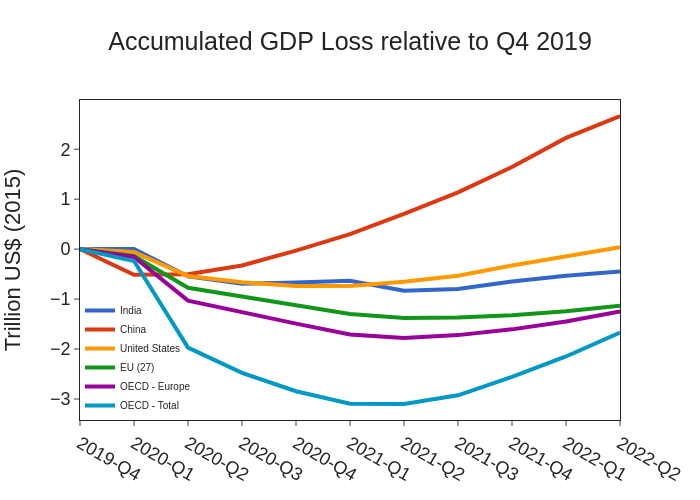 Accumulated GDP Loss relative to Q4 2019
Trillion US$ (2015)
2
1
0
−1
−2
−3
India
China
United States
EU (27)
OECD - Europe
OECD - Total
2019-Q4
2020-Q1
2020-Q2
2020-Q3
2020-Q4
2021-Q1
2021-Q2
2021-Q3
2021-Q4
2022-Q1
2022-Q2